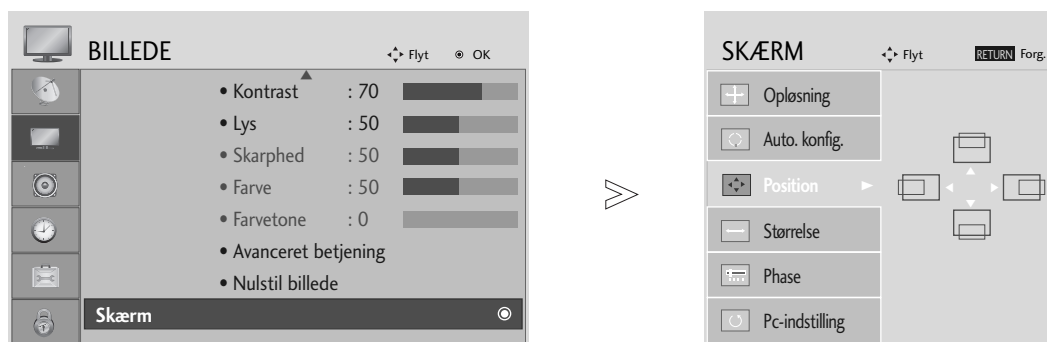 BILLEDE
Flyt
OK
• Kontrast : 70
• Lys : 50
• Skarphed : 50
• Farve : 50
• Farvetone : 0
• Avanceret betjening
• Nulstil billede
Skærm
SKÆRM
Flyt
RETURN Forg.
Opløsning
Auto. konfig.
Position
Størrelse
Phase
Pc-indstilling